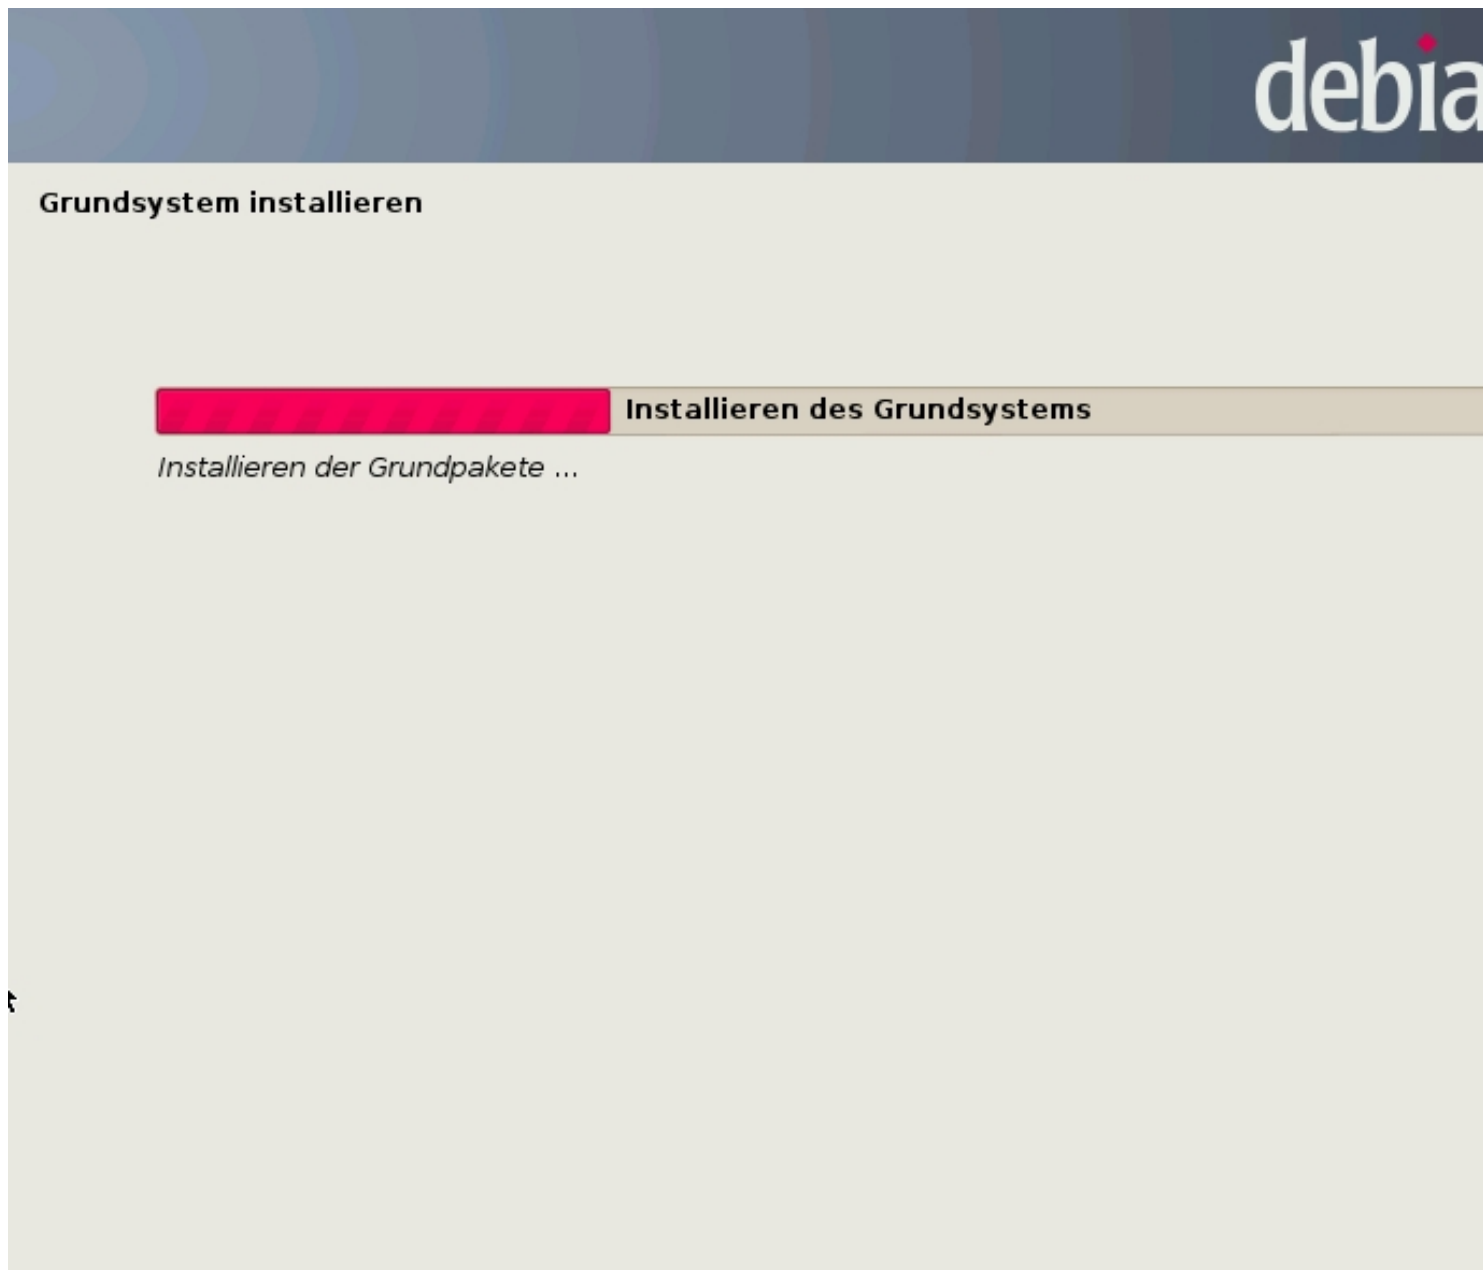 debia
Grundsystem installieren
Installieren des Grundsystems
Installieren der Grundpakete ...